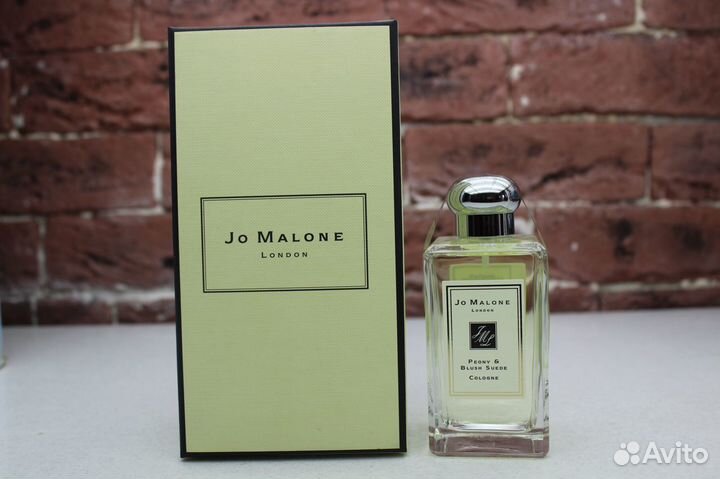 Jo Malone
London
Jo Malone
London
Peony &
Blush Suede
Cologne
Avito